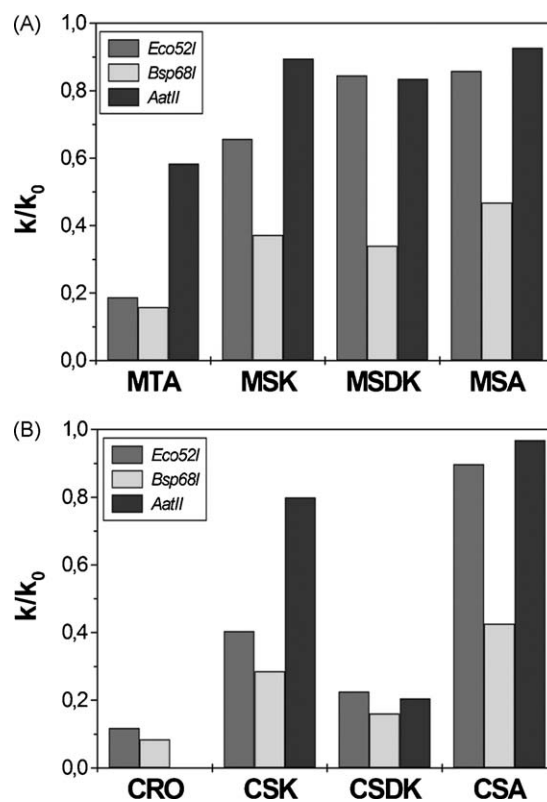 (A)
1,0
0,8
0,6
0,4
0,2
0,0
k/k0
Eco52I
Bsp68I
AatII
MTA MSK MSDK MSA
(B)
1,0
0,8
0,6
0,4
0,2
0,0
k/k0
Eco52I
Bsp68I
AatII
CRO CSK CSDK CSA